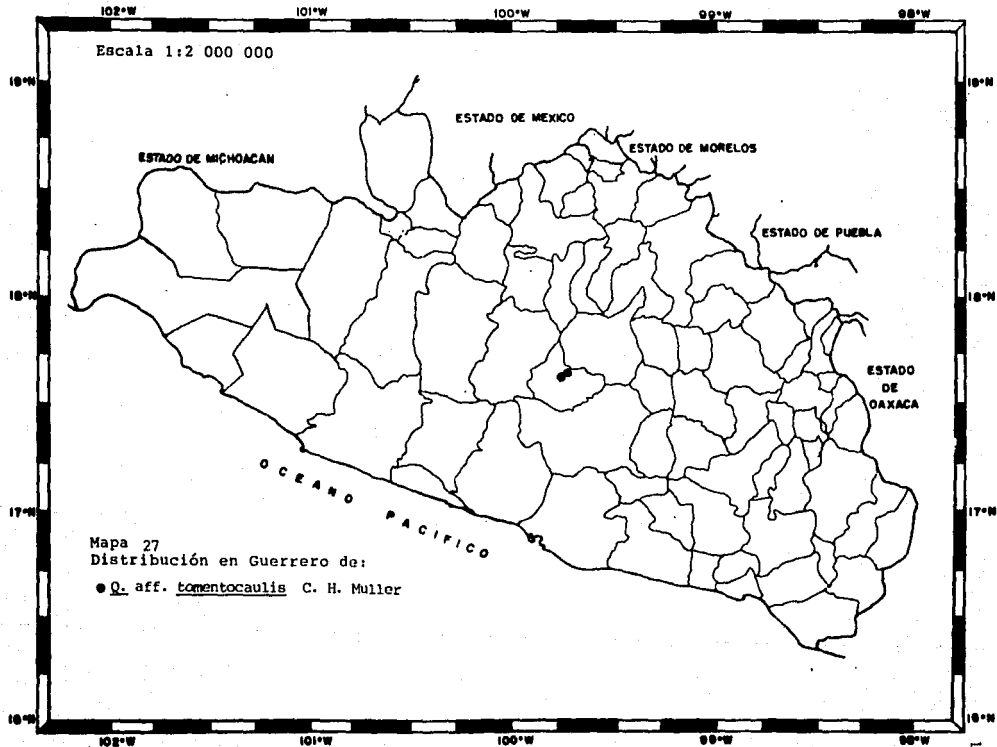 102°W 101°W 100°W 99°W 98°W
Escala 1:2 000 000
19°N 19°N
ESTADO DE MEXICO
ESTADO DE MORELOS
ESTADO DE MICHOACAN
ESTADO DE PUEBLA
18°N 18°N
ESTADO
DE
OAXACA
OCEANO PACIFICO
17°N 17°N
Mapa 27
Distribución en Guerrero de:
Q. aff. tomentocaulis C. H. Muller
16°N 16°N
102°W 101°W 100°W 99°W 98°W